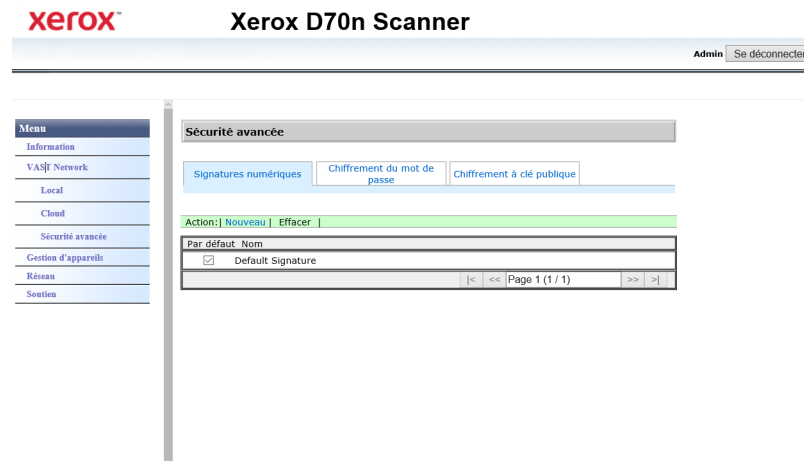 xerox™ Xerox D70n Scanner
Admin Se déconnecter
Menu
Information
VAST Network
Local
Cloud
Sécurité avancée
Gestion d'appareils
Réseau
Soutien
Sécurité avancée
Signatures numériques
Chiffrement du mot de
passe
Chiffrement à clé publique
Action:| Nouveau | Effacer |
Par défaut Nom
Default Signature
|< << Page 1 (1 / 1) >> >|